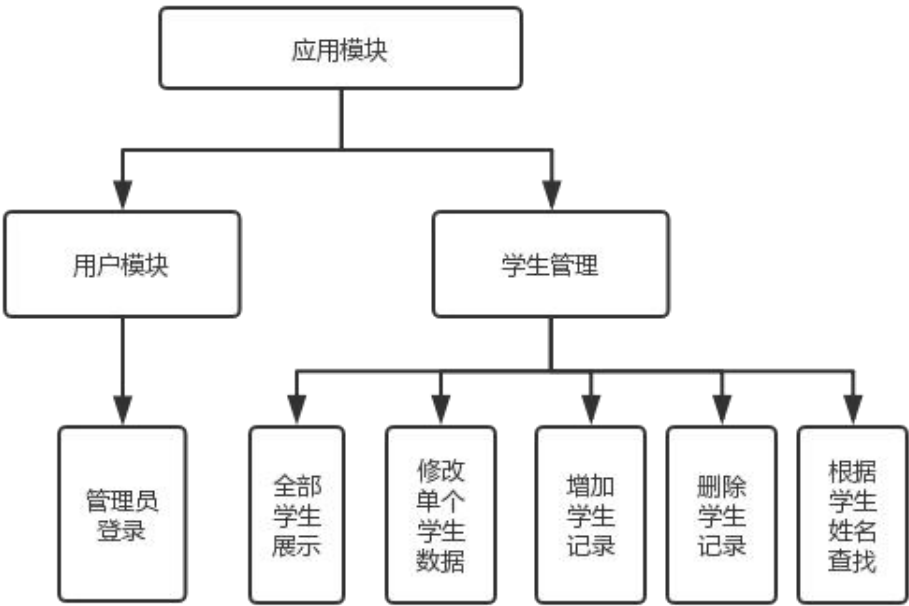 应用模块
用户模块
学生管理
管理员
登录
全部
学生
展示
修改
单个
学生
数据
增加
学生
记录
删除
学生
记录
根据
学生
姓名
查找